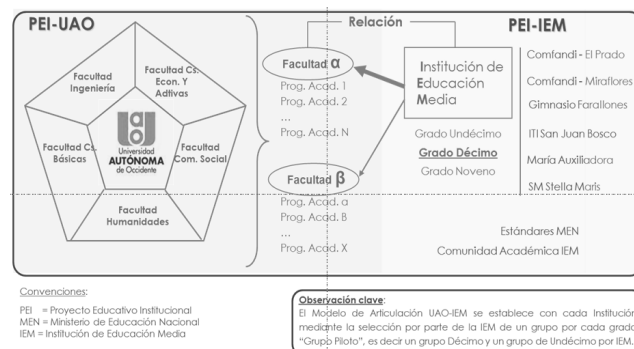 PEI-UAO
Relación
PEI-IEM
Facultad
Ingeniería
Facultad Cs.
Econ. Y
Adtivas
Facultad Cs.
Básicas
Universidad
AUTÓNOMA
de Occidente
Facultad
Com. Social
Facultad
Humanidades
Facultad α
Prog. Acad. 1
Prog. Acad. 2
...
Prog. Acad. N
Facultad β
Prog. Acad. a
Prog. Acad. B
...
Prog. Acad. X
Institución de
Educación
Media
Grado Undécimo
Grado Décimo
Grado Noveno
Comfandi - El Prado
Comfandi - Miraflores
Gimnasio Farallones
ITI San Juan Bosco
María Auxiliadora
SM Stella Maris
Estándares MEN
Comunidad Académica IEM
Convenciones:
PEI = Proyecto Educativo Institucional
MEN = Ministerio de Educación Nacional
IEM = Institución de Educación Media
Observación clave:
El Modelo de Articulación UAO-IEM se establece con cada Institución
mediante la selección por parte de la IEM de un grupo por cada grado
"Grupo Piloto", es decir un grupo Décimo y un grupo de Undécimo por IEM.